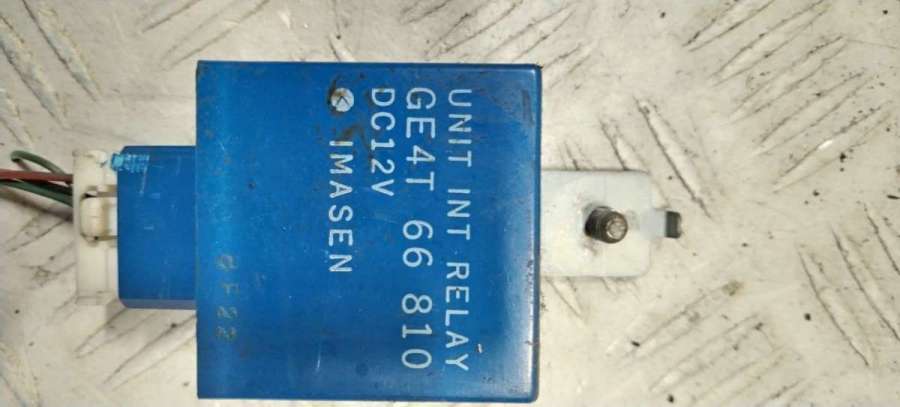 UNIT INT RELAY
GE4T 66 810
DC12V
IMASEN